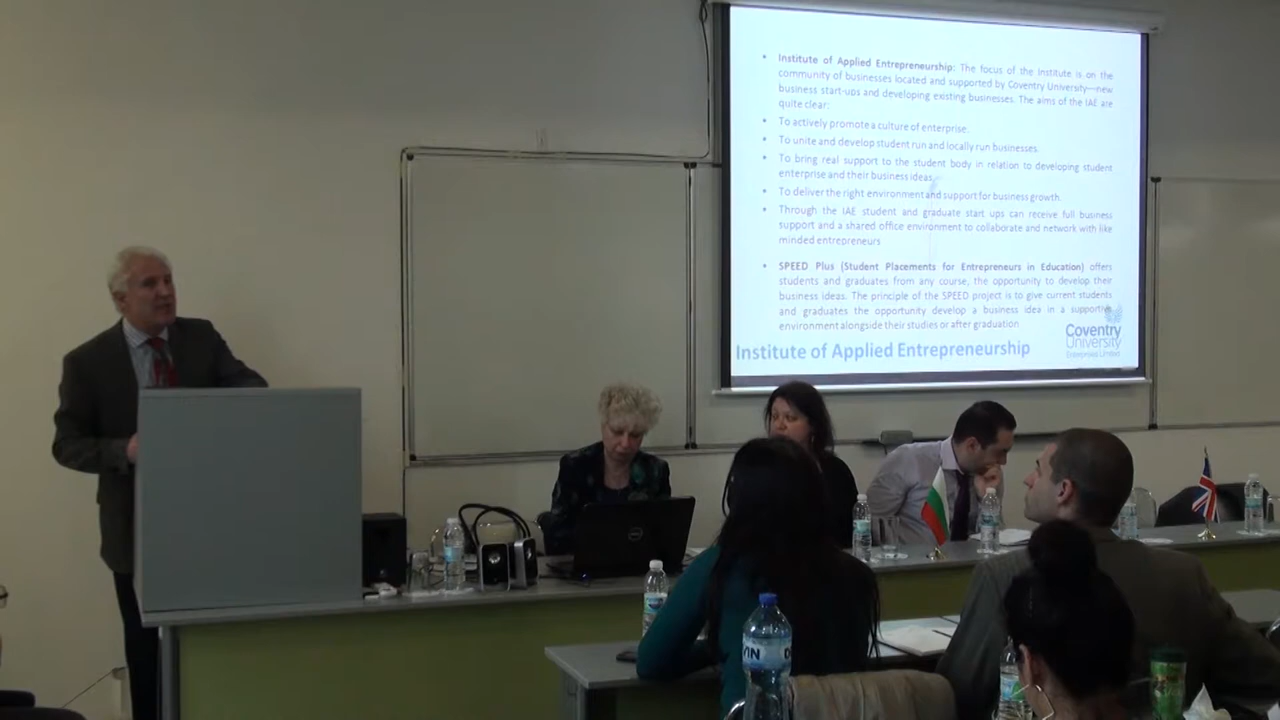 Institute of Applied Entrepreneurship: The focus of the Institute is on the
community of businesses located and supported by Coventry University—new
business start-ups and developing existing businesses. The aims of the IAE are
quite clear:
To actively promote a culture of enterprise.
To unite and develop student run and locally run businesses.
To bring real support to the student body in relation to developing student
enterprise and their business ideas.
To deliver the right environment and support for business growth.
Through the IAE student and graduate start ups can receive full business
support and a shared office environment to collaborate and network with like
minded entrepreneurs
SPEED Plus (Student Placements for Entrepreneurs in Education) offers
students and graduates from any course, the opportunity to develop their
business ideas. The principle of the SPEED project is to give current students
and graduates the opportunity develop a business idea in a supportive
environment alongside their studies or after graduation
Institute of Applied Entrepreneurship
Coventry
University
Enterprises Limited
DELL